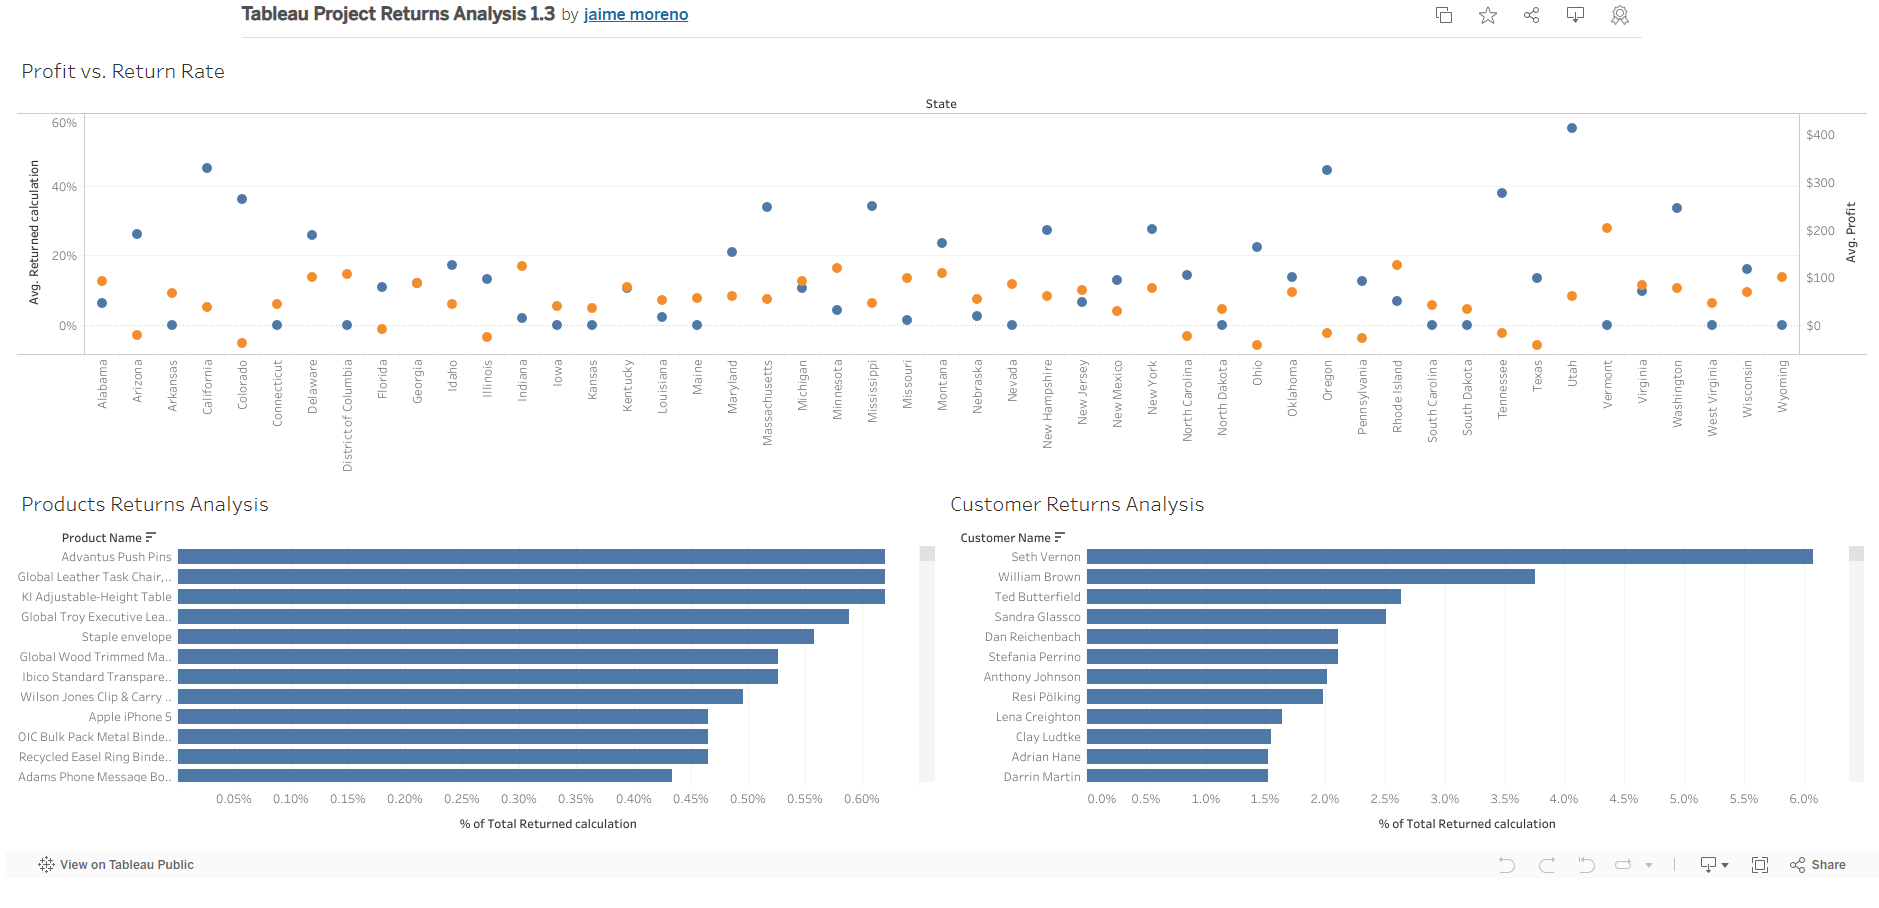 Tableau Project Returns Analysis 1.3 by jaime moreno
Profit vs. Return Rate
State
Avg. Returned calculation
60%
40%
20%
0%
$400
$300
$200
$100
$0
Avg. Profit
Alabama
Arizona
Arkansas
California
Colorado
Connecticut
Delaware
District of Columbia
Florida
Georgia
Idaho
Illinois
Indiana
Iowa
Kansas
Kentucky
Louisiana
Maine
Maryland
Massachusetts
Michigan
Minnesota
Mississippi
Missouri
Montana
Nebraska
Nevada
New Hampshire
New Jersey
New Mexico
New York
North Carolina
North Dakota
Ohio
Oklahoma
Oregon
Pennsylvania
Rhode Island
South Carolina
South Dakota
Tennessee
Texas
Utah
Vermont
Virginia
Washington
West Virginia
Wisconsin
Wyoming
Products Returns Analysis
Product Name
Advantus Push Pins
Global Leather Task Chair,..
KI Adjustable-Height Table
Global Troy Executive Lea..
Staple envelope
Global Wood Trimmed Ma..
Ibico Standard Transpare..
Wilson Jones Clip & Carry ..
Apple iPhone 5
OIC Bulk Pack Metal Binde..
Recycled Easel Ring Binde..
Adams Phone Message Bo..
0.05% 0.10% 0.15% 0.20% 0.25% 0.30% 0.35% 0.40% 0.45% 0.50% 0.55% 0.60%
% of Total Returned calculation
Customer Returns Analysis
Customer Name
Seth Vernon
William Brown
Ted Butterfield
Sandra Glassco
Dan Reichenbach
Stefania Perrino
Anthony Johnson
Resi Pölking
Lena Creighton
Clay Ludtke
Adrian Hane
Darrin Martin
0.0% 0.5% 1.0% 1.5% 2.0% 2.5% 3.0% 3.5% 4.0% 4.5% 5.0% 5.5% 6.0%
% of Total Returned calculation
View on Tableau Public
Share